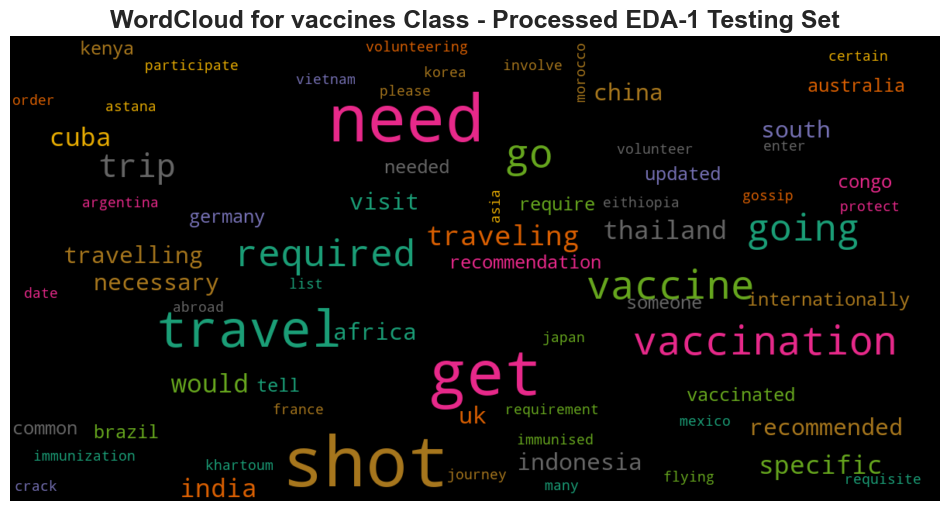 WordCloud for vaccines Class - Processed EDA-1 Testing Set
kenya
volunteering
certain
participate
korea
involve
morocco
vietnam
please
china
australia
order
astana
need
cuba
go
south
trip
needed
volunteer
enter
updated
congo
argentina
germany
visit
asia
require
eithiopia
gossip
protect
traveling
thailand
going
travelling
required
recommendation
necessary
list
vaccine
date
abroad
someone
internationally
travel
africa
japan
vaccination
get
would
tell
vaccinated
france
uk
requirement
mexico
common
brazil
recommended
immunised
immunization
khartoum
shot
journey
indonesia
specific
flying
requisite
crack
india
many